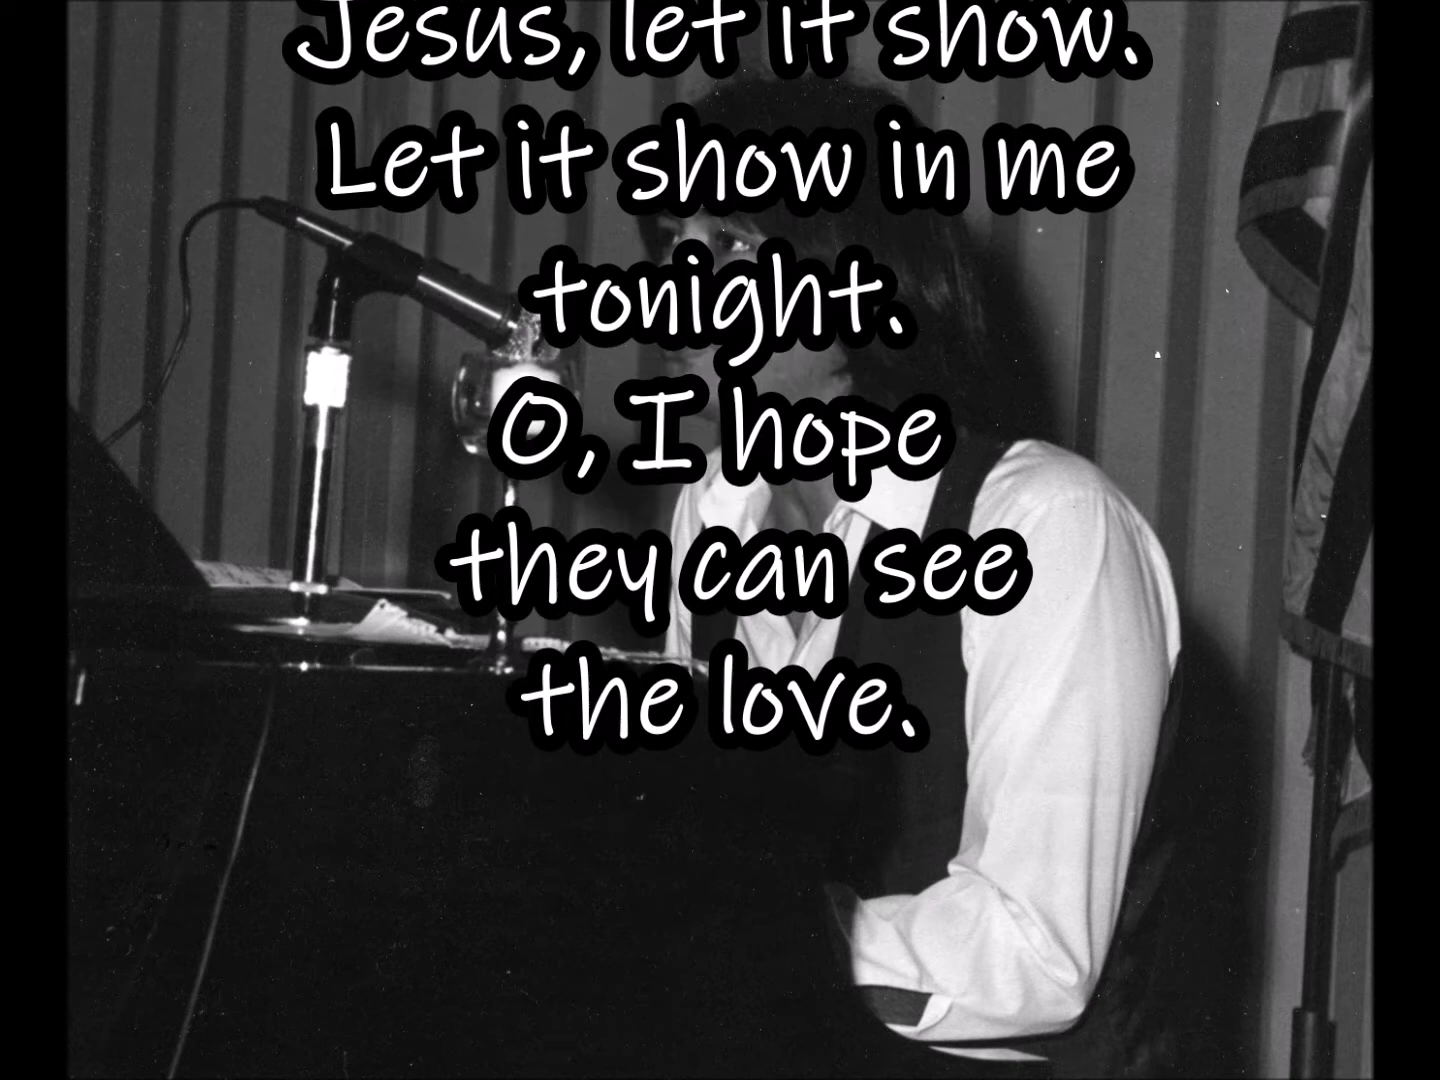 Jesus, let it show.
Let it show in me
tonight.
O, I hope
they can see
the love.